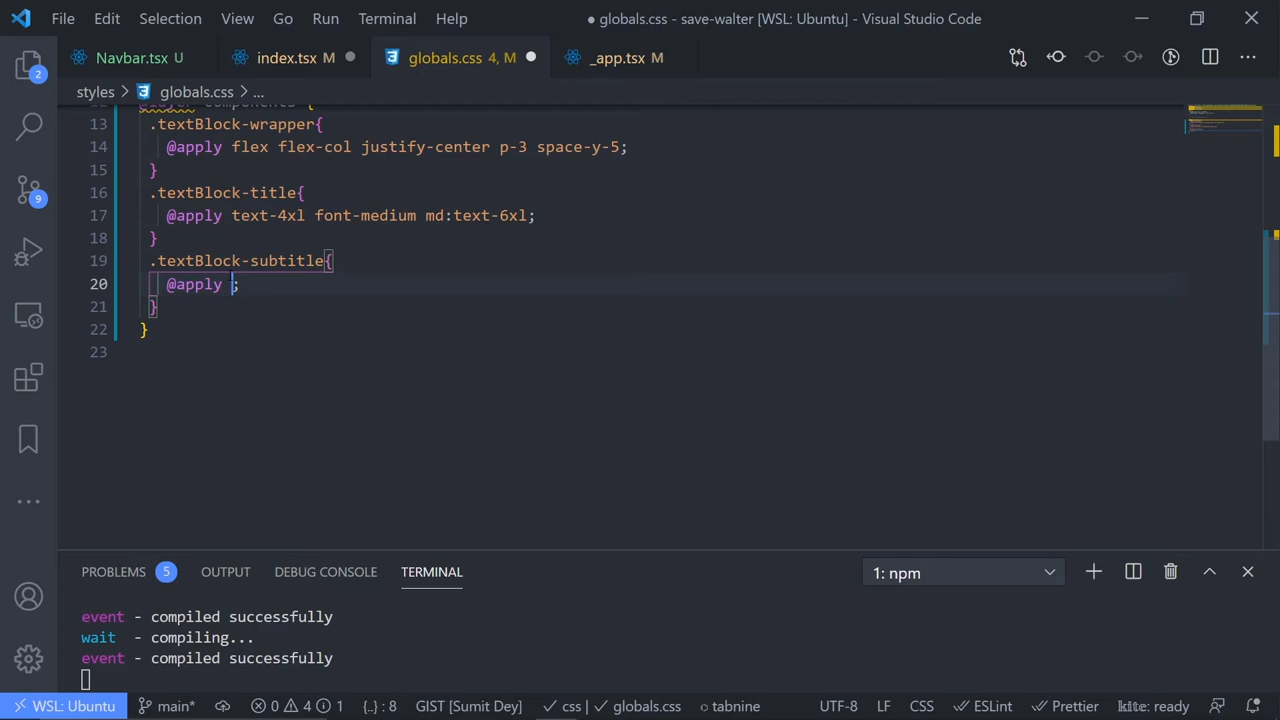 File Edit Selection View Go Run Terminal Help
● globals.css - save-walter [WSL: Ubuntu] - Visual Studio Code
Navbar.tsx U
index.tsx M
globals.css 4, M
_app.tsx M
styles > globals.css > ...
@layer components {
13 .textBlock-wrapper{
14 @apply flex flex-col justify-center p-3 space-y-5;
15 }
16 .textBlock-title{
17 @apply text-4xl font-medium md:text-6xl;
18 }
19 .textBlock-subtitle{
20 @apply ;
21 }
22 }
23
2
9
PROBLEMS 5 OUTPUT DEBUG CONSOLE TERMINAL
1: npm
event - compiled successfully
wait - compiling...
event - compiled successfully
WSL: Ubuntu main* 0 4 1 {..} : 8 GIST [Sumit Dey] css | globals.css tabnine UTF-8 LF CSS ESLint Prettier kite: ready